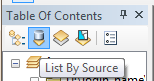 Table Of Contents
List By Source